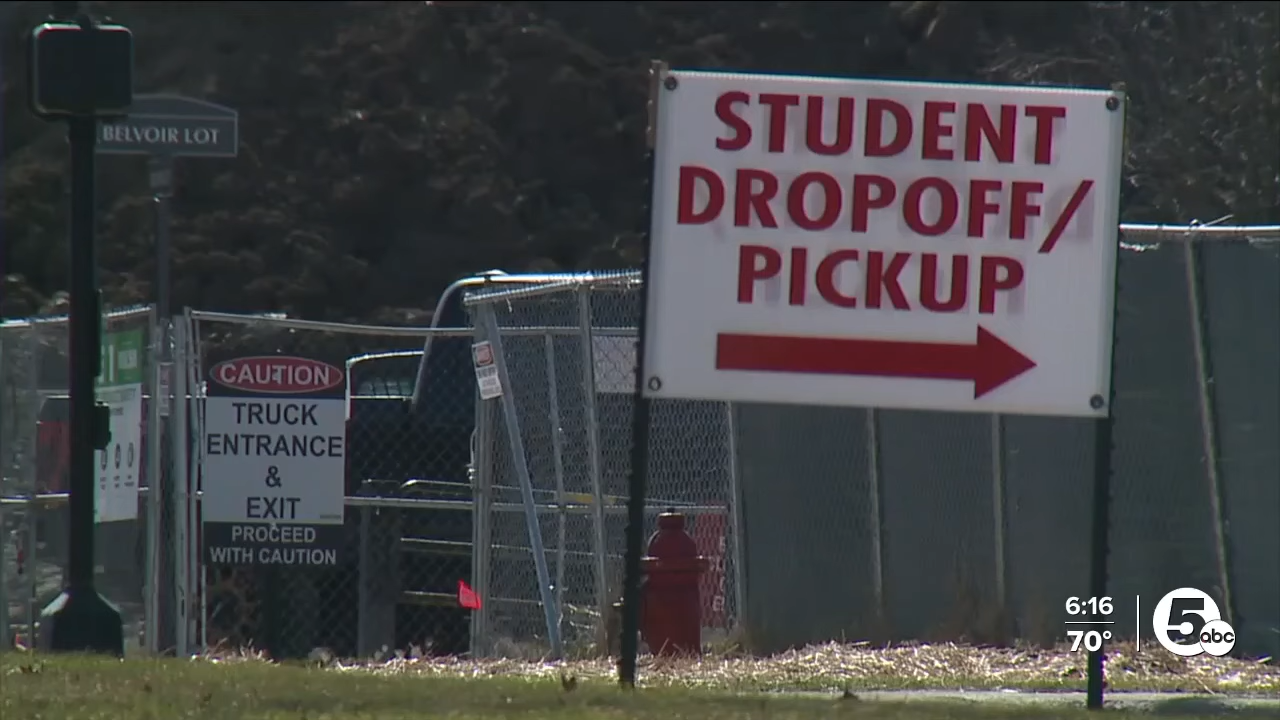 BELVOIR LOT
STUDENT
DROPOFF/
PICKUP
CAUTION
TRUCK
ENTRANCE
&
EXIT
PROCEED
WITH CAUTION
6:16
70°
5 abc